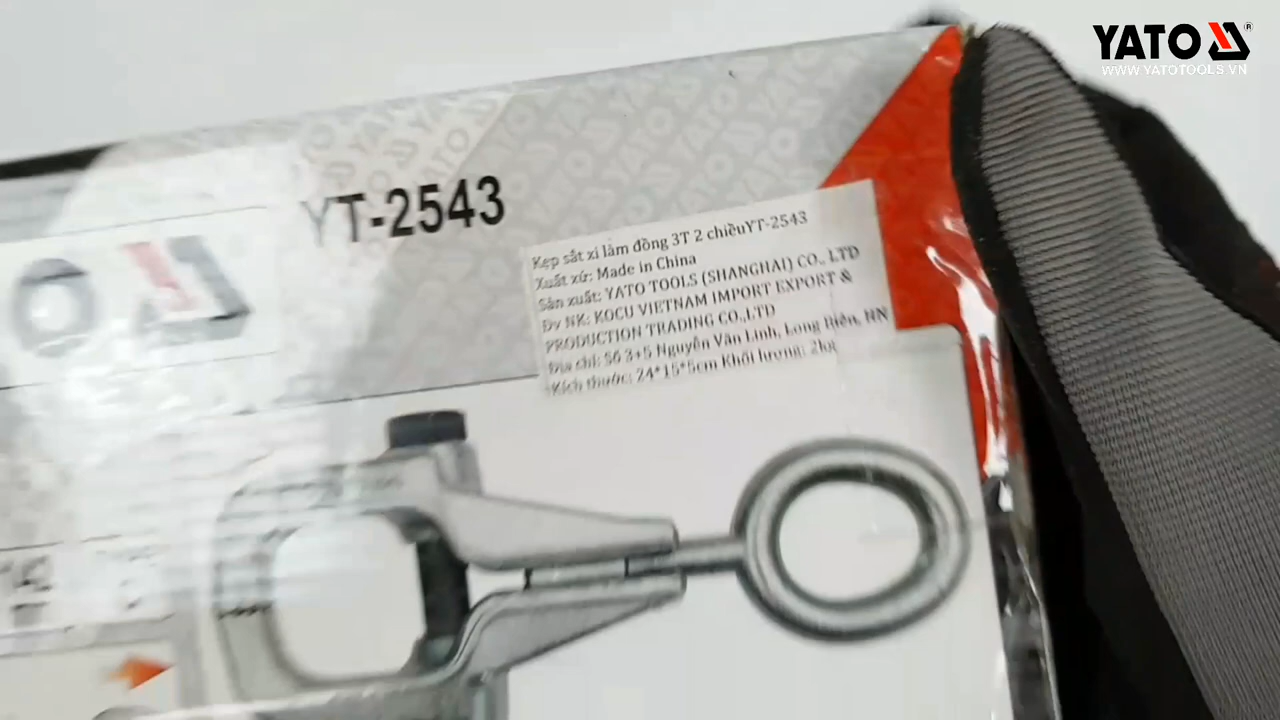 YATO
WWW.YATOTOOLS.VN
YT-2543
Kẹp sắt xi làm đồng 3T 2 chiềuYT-2543
Xuất xứ: Made in China
Sản xuất: YATO TOOLS (SHANGHAI) CO., LTD
Đv NK: KOCU VIETNAM IMPORT EXPORT &
PRODUCTION TRADING CO.,LTD
Địa chỉ: Số 3+5 Nguyễn Văn Linh, Long Biên, HN
Kích thước: 24*15*5cm Khối lượng: 2kg